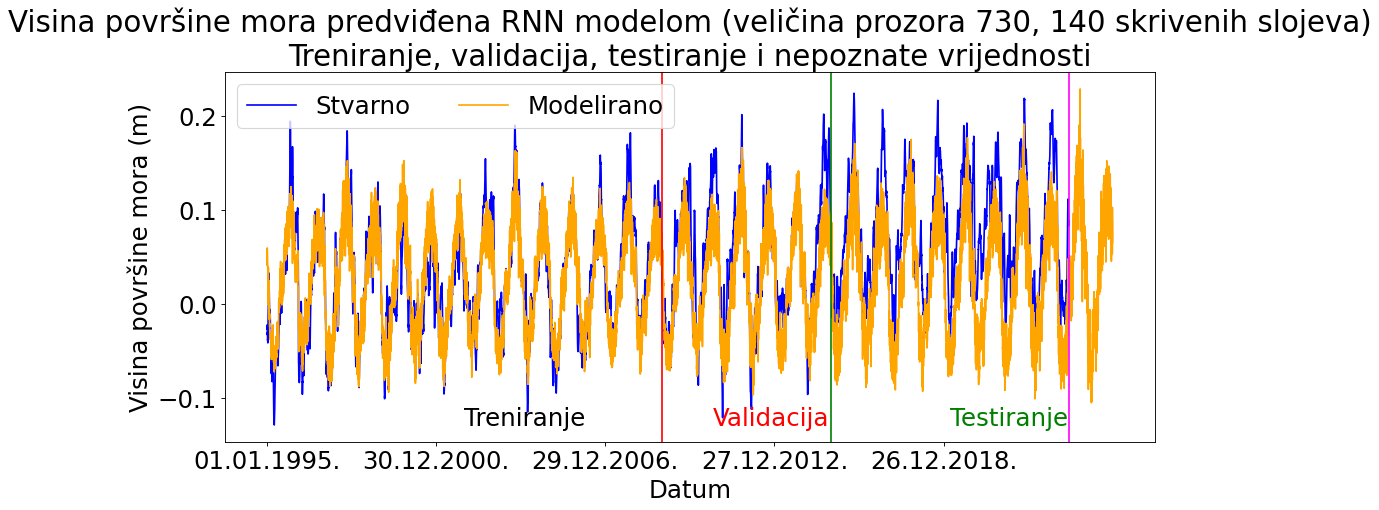 Visina površine mora predviđena RNN modelom (veličina prozora 730, 140 skrivenih slojeva)
Treniranje, validacija, testiranje i nepoznate vrijednosti
Stvarno Modelirano
Visina površine mora (m)
0.2
0.1
0.0
−0.1
Treniranje Validacija Testiranje
01.01.1995. 30.12.2000. 29.12.2006. 27.12.2012. 26.12.2018.
Datum